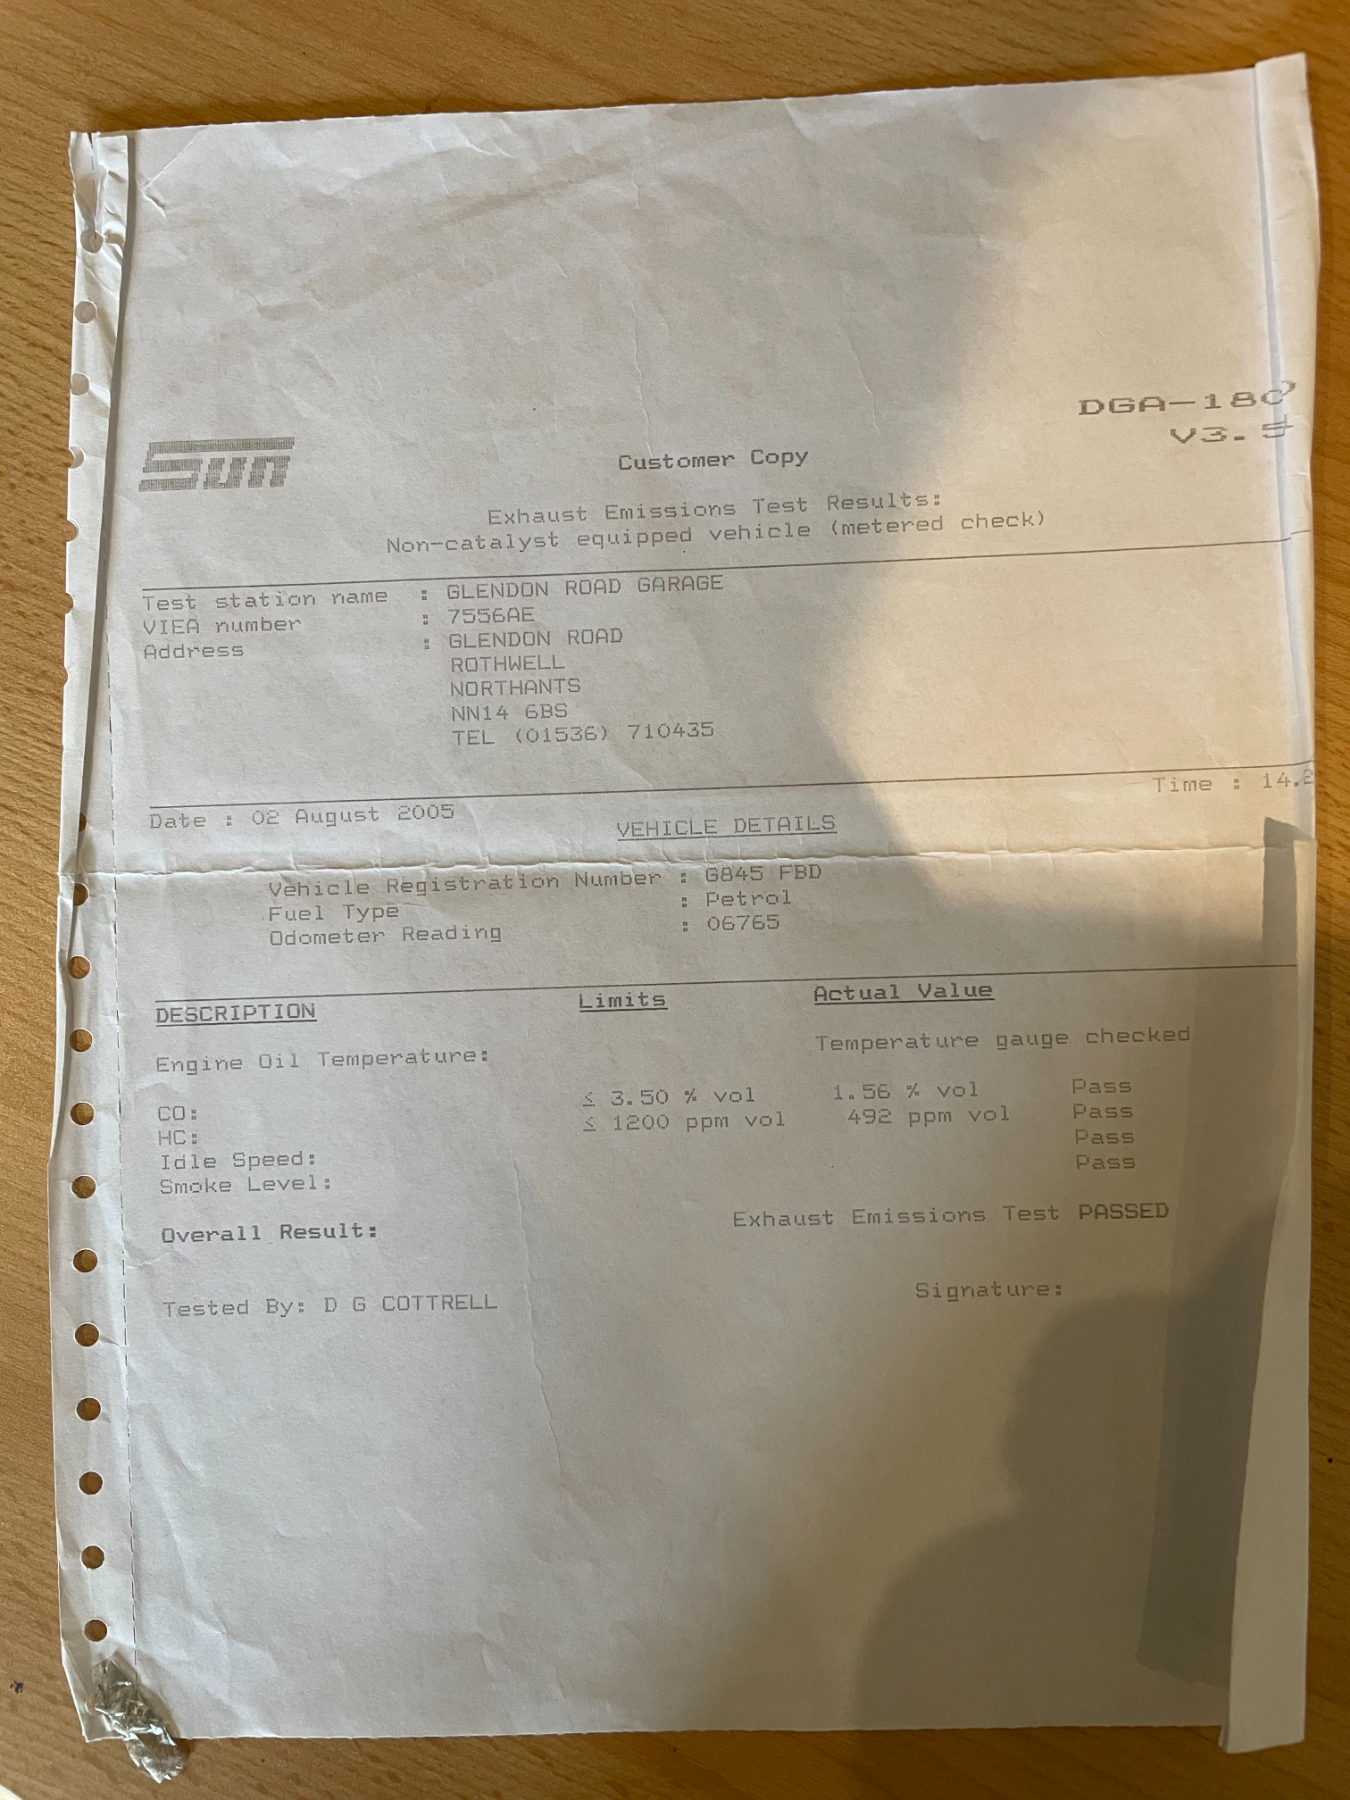 DGA-180
V3.5
Sun
Customer Copy
Exhaust Emissions Test Results:
Non-catalyst equipped vehicle (metered check)
Test station name : GLENDON ROAD GARAGE
VIEA number : 7556AE
Address : GLENDON ROAD
ROTHWELL
NORTHANTS
NN14 6BS
TEL (01536) 710435
Date : 02 August 2005 Time :
VEHICLE DETAILS
Vehicle Registration Number : G845 FBD
Fuel Type : Petrol
Odometer Reading : 06765
DESCRIPTION Limits Actual Value
Engine Oil Temperature: Temperature gauge checked
CO: ≤ 3.50 % vol 1.56 % vol Pass
HC: ≤ 1200 ppm vol 492 ppm vol Pass
Idle Speed: Pass
Smoke Level: Pass
Overall Result: Exhaust Emissions Test PASSED
Tested By: D G COTTRELL Signature: